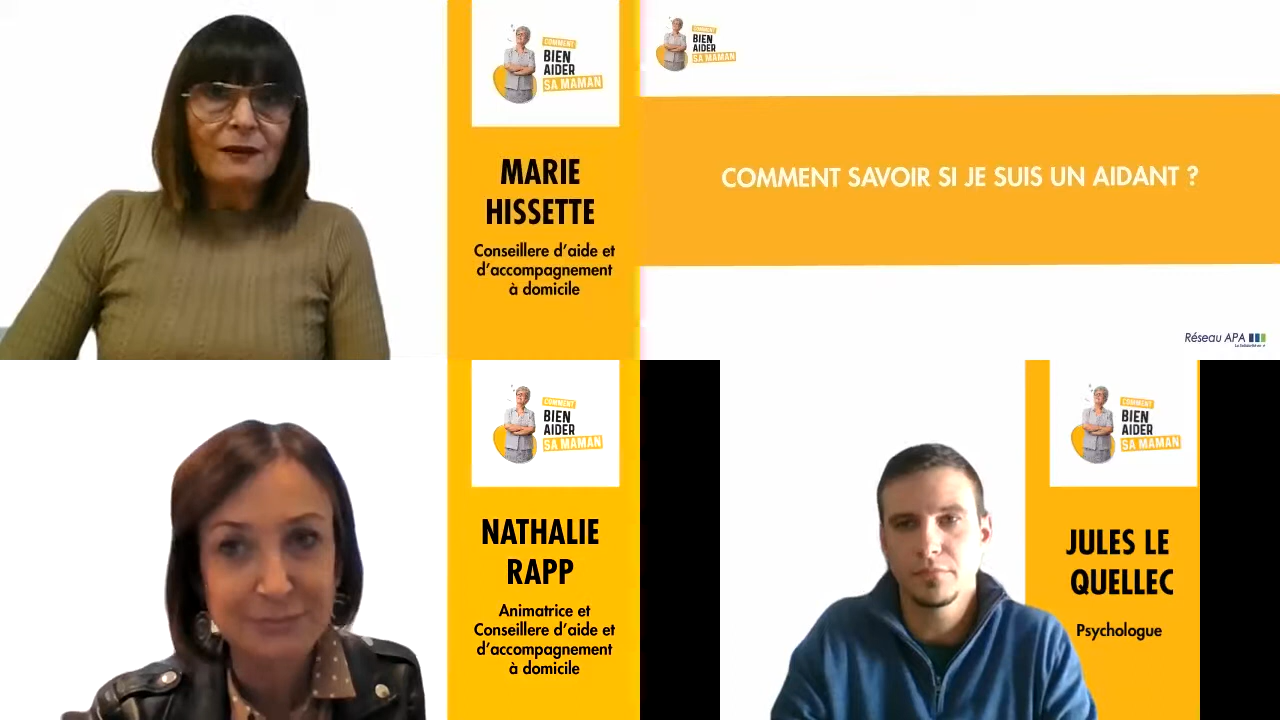 COMMENT
BIEN
AIDER
SA MAMAN
MARIE
HISSETTE
Conseillere d'aide et
d'accompagnement
à domicile
COMMENT
BIEN
AIDER
SA MAMAN
COMMENT SAVOIR SI JE SUIS UN AIDANT ?
Réseau APA
COMMENT
BIEN
AIDER
SA MAMAN
NATHALIE
RAPP
Animatrice et
Conseillere d'aide et
d'accompagnement
à domicile
COMMENT
BIEN
AIDER
SA MAMAN
JULES LE
QUELLEC
Psychologue